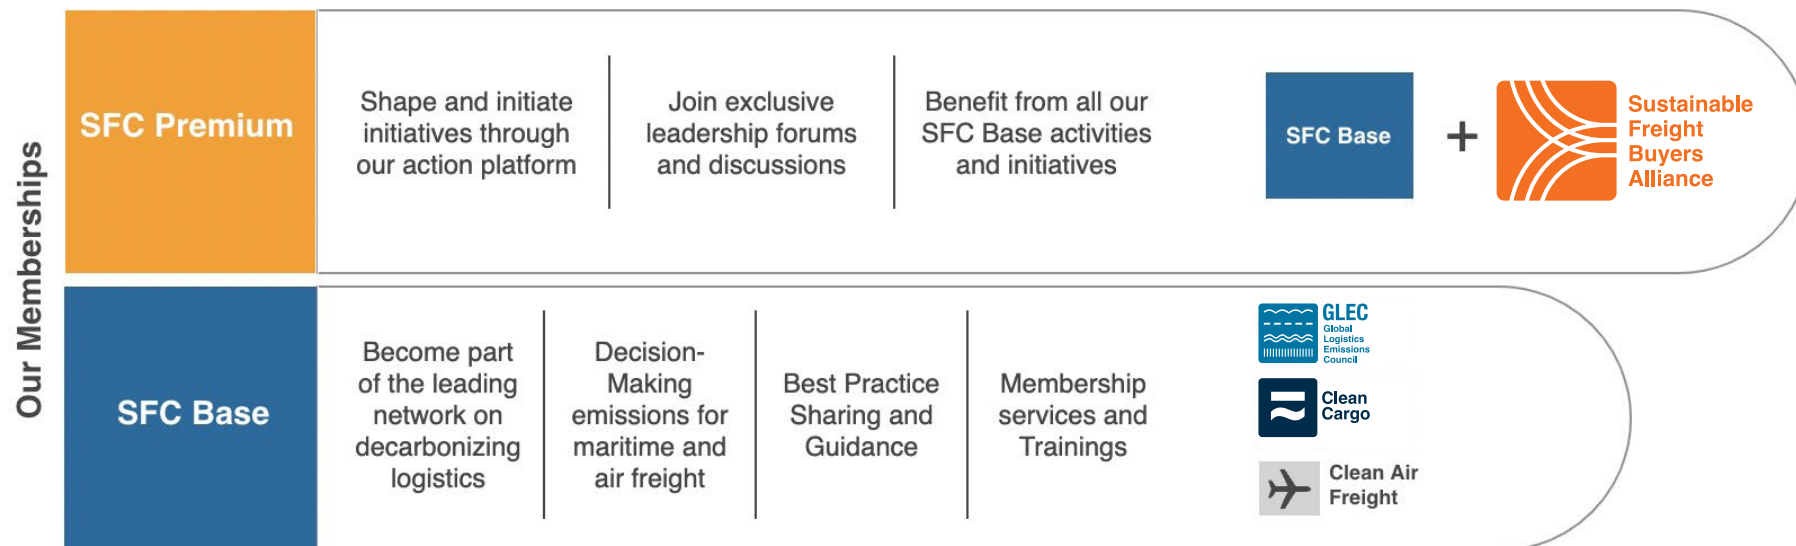 Our Memberships
SFC Premium
Shape and initiate
initiatives through
our action platform
Join exclusive
leadership forums
and discussions
Benefit from all our
SFC Base activities
and initiatives
SFC Base
+
Sustainable
Freight
Buyers
Alliance
SFC Base
Become part
of the leading
network on
decarbonizing
logistics
Decision-
Making
emissions for
maritime and
air freight
Best Practice
Sharing and
Guidance
Membership
services and
Trainings
GLEC
Global
Logistics
Emissions
Council
Clean
Cargo
Clean Air
Freight